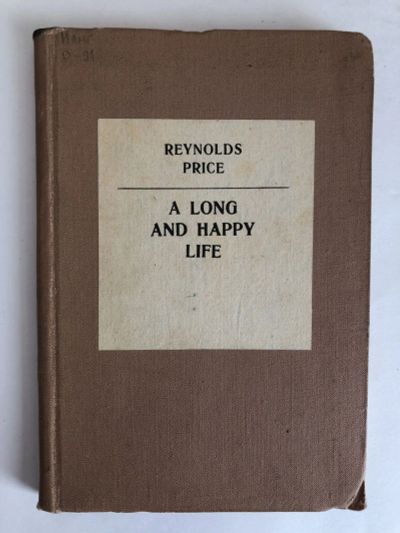 REYNOLDS
PRICE
A LONG
AND HAPPY
LIFE